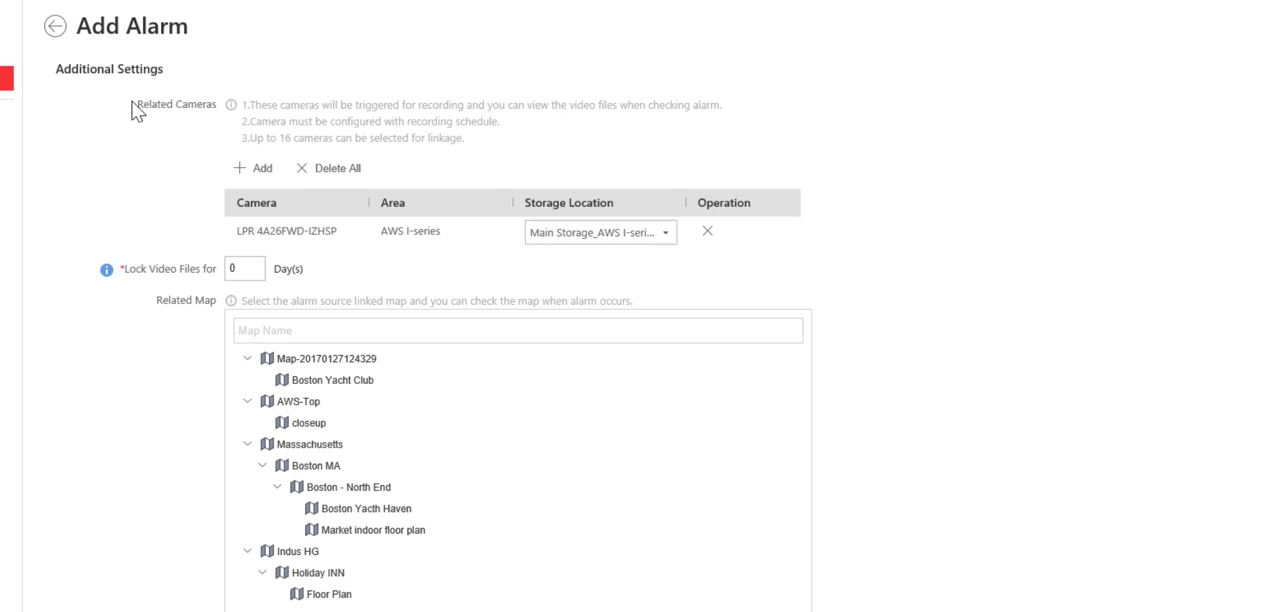 Add Alarm
Additional Settings
Related Cameras 1.These cameras will be triggered for recording and you can view the video files when checking alarm.
2.Camera must be configured with recording schedule.
3.Up to 16 cameras can be selected for linkage.
Add Delete All
Camera Area Storage Location Operation
LPR 4A26FWD-IZHSP AWS I-series Main Storage_AWS I-seri...
*Lock Video Files for 0 Day(s)
Related Map Select the alarm source linked map and you can check the map when alarm occurs.
Map Name
Map-20170127124329
Boston Yacht Club
AWS-Top
closeup
Massachusetts
Boston MA
Boston - North End
Boston Yacth Haven
Market indoor floor plan
Indus HG
Holiday INN
Floor Plan